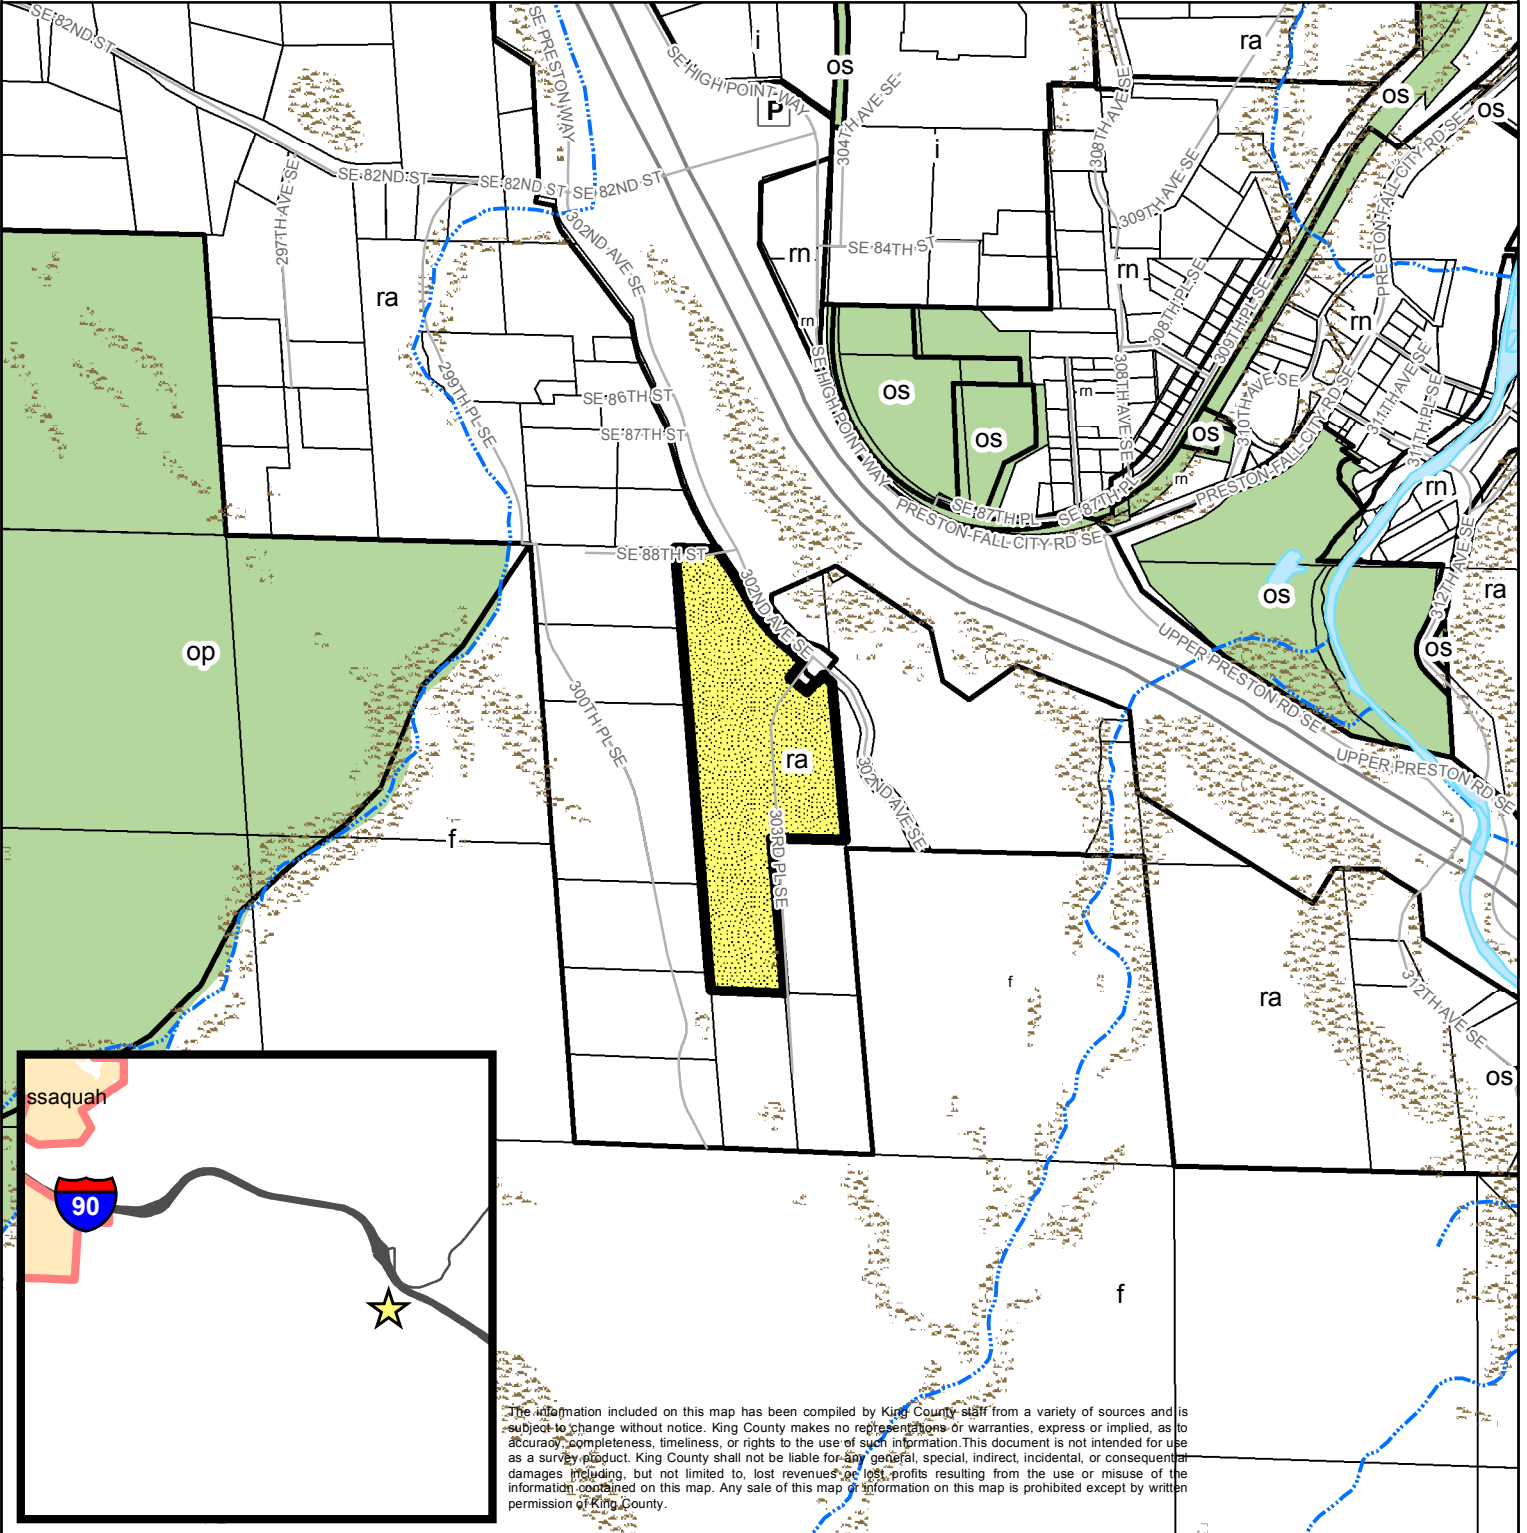 SE 82ND ST
SE PRESTON WAY
SE HIGH POINT WAY
i
P
os
304TH AVE SE
i
308TH AVE SE
ra
os
os
309TH AVE SE
PRESTON-FALL-CITY-RD SE
297TH AVE SE
SE 82ND ST
SE 82ND ST
SE 82ND ST
302ND AVE SE
rn
SE 84TH ST
rn
308TH PL SE
309TH PL SE
ra
rn
rn
299TH PL SE
SE HIGH POINT WAY
os
os
rn
308TH AVE SE
SE 86TH ST
SE 87TH ST
310TH AVE SE
os
rn
311TH AVE SE
311TH PL SE
rn
PRESTON-FALL-CITY-RD SE
SE 87TH PL
SE 87TH PL
PRESTON-FALL-CITY RD SE
SE 88TH ST
302ND AVE SE
os
312TH AVE SE
ra
os
op
300TH PL SE
UPPER PRESTON RD SE
UPPER PRESTON RD SE
ra
302ND AVE SE
303RD PL SE
f
f
ra
312TH AVE SE
os
ssaquah
90
f
The information included on this map has been compiled by King County staff from a variety of sources and is
subject to change without notice. King County makes no representations or warranties, express or implied, as to
accuracy, completeness, timeliness, or rights to the use of such information.This document is not intended for use
as a survey product. King County shall not be liable for any general, special, indirect, incidental, or consequential
damages including, but not limited to, lost revenues or lost profits resulting from the use or misuse of the
information contained on this map. Any sale of this map or information on this map is prohibited except by written
permission of King County.